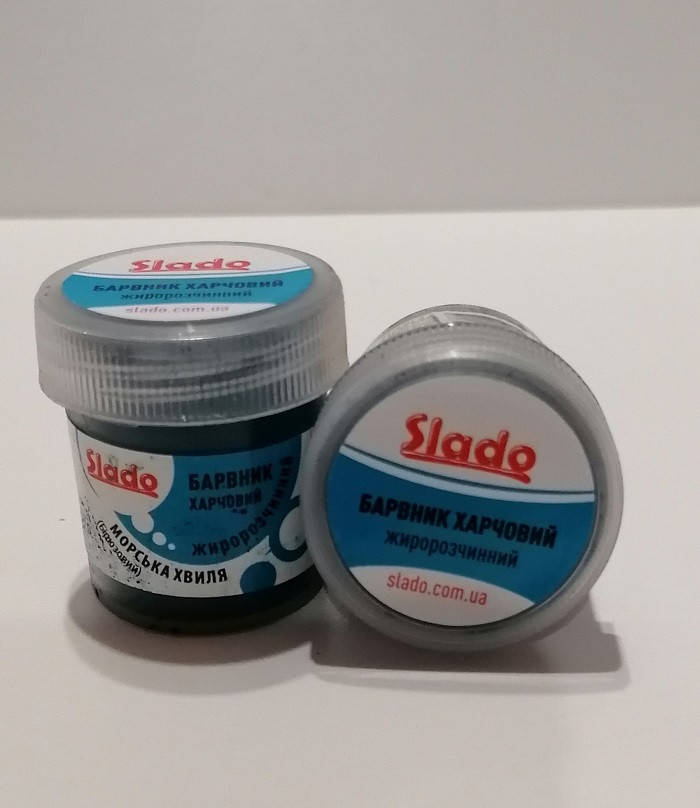 Slado
БАРВНИК ХАРЧОВИЙ
жиророзчинний
slado.com.ua
Slado
БАРВНИК
ХАРЧОВИЙ
жиророзчинний
МОРСЬКА ХВИЛЯ
(бірюзовий)
Slado
БАРВНИК ХАРЧОВИЙ
жиророзчинний
slado.com.ua